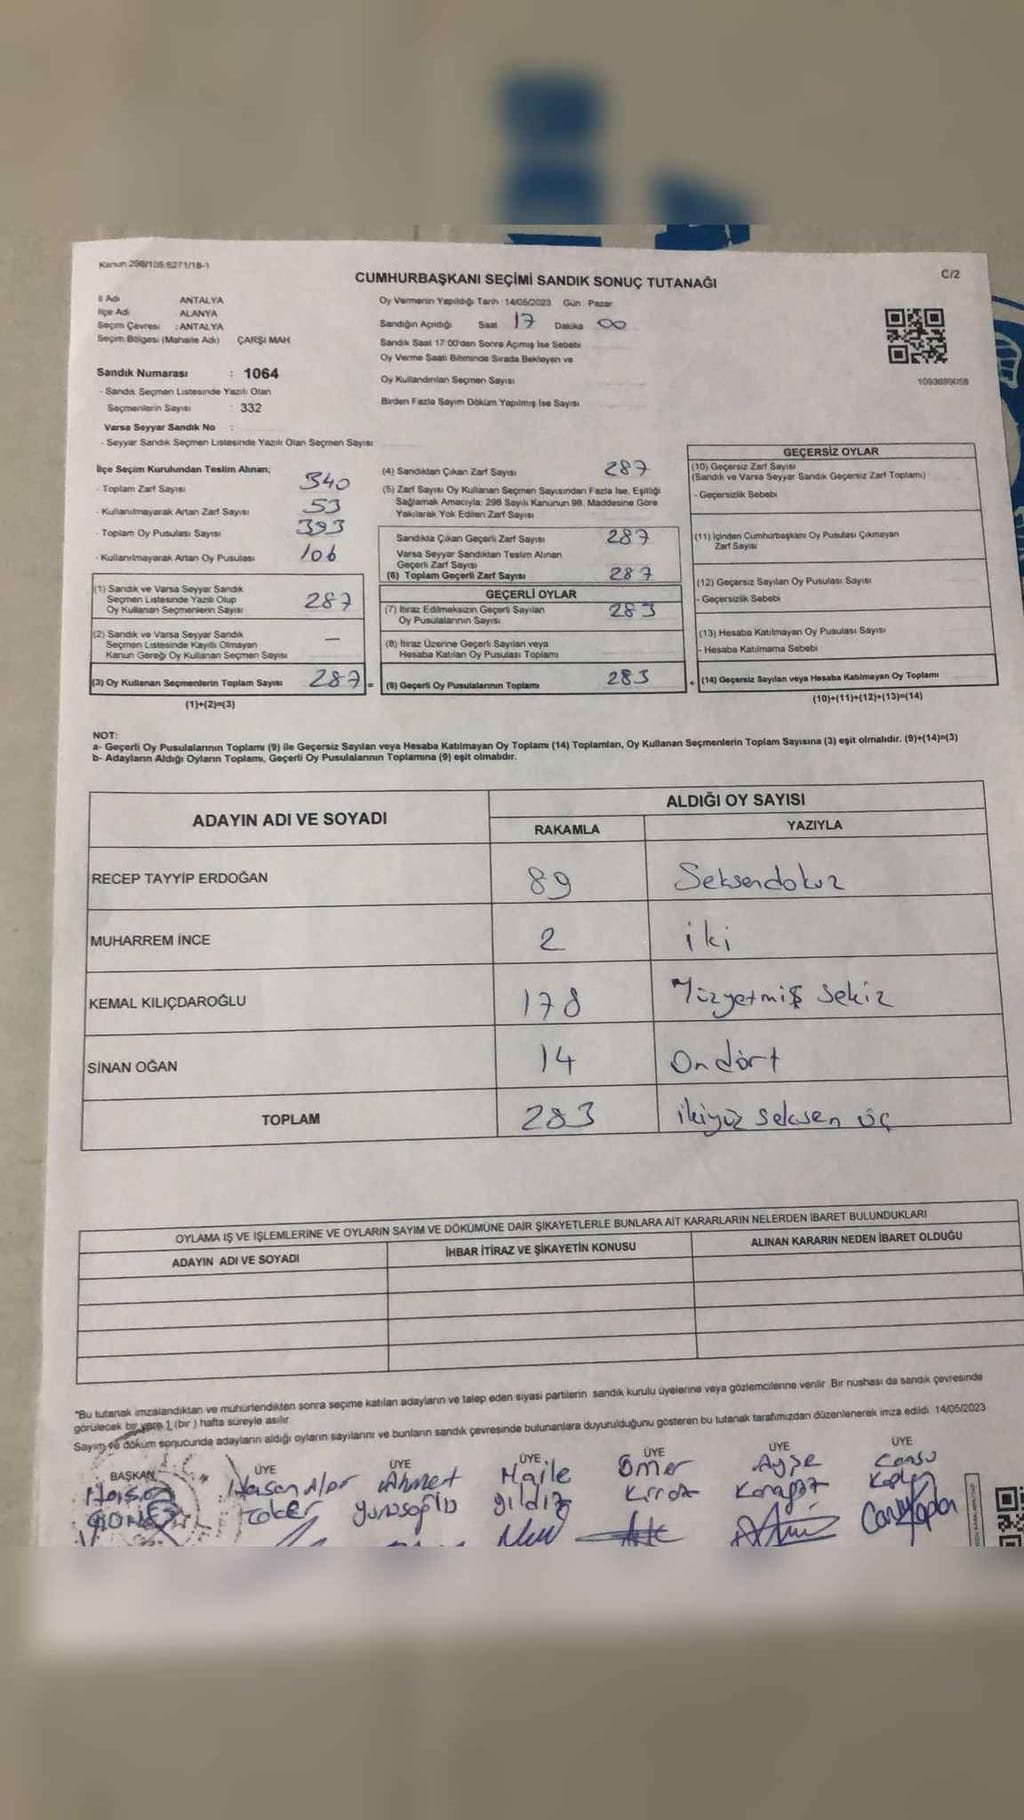 Kanun 298/105;6271/18-1
C/2
CUMHURBAŞKANI SEÇİMİ SANDIK SONUÇ TUTANAĞI
İl Adı ANTALYA
İlçe Adı ALANYA
Seçim Çevresi : ANTALYA
Seçim Bölgesi (Mahalle Adı) ÇARŞI MAH
Sandık Numarası : 1064
- Sandık Seçmen Listesinde Yazılı Olan
Seçmenlerin Sayısı : 332
Varsa Seyyar Sandık No :
- Seyyar Sandık Seçmen Listesinde Yazılı Olan Seçmen Sayısı:
Oy Vermenin Yapıldığı Tarih :14/05/2023 Gün: Pazar
Sandığın Açıldığı Saat 17 Dakika 00
Sandık Saat 17:00'den Sonra Açılmış İse Sebebi
Oy Verme Saati Bitiminde Sırada Bekleyen ve
Oy Kullandırılan Seçmen Sayısı
Birden Fazla Sayım Döküm Yapılmış İse Sayısı
1093699058
İlçe Seçim Kurulundan Teslim Alınan;
- Toplam Zarf Sayısı 340
- Kullanılmayarak Artan Zarf Sayısı 53
- Toplam Oy Pusulası Sayısı 393
- Kullanılmayarak Artan Oy Pusulası 106
(1) Sandık ve Varsa Seyyar Sandık
Seçmen Listesinde Yazılı Olup
Oy Kullanan Seçmenlerin Sayısı 287
(2) Sandık ve Varsa Seyyar Sandık
Seçmen Listesinde Kayıtlı Olmayan
Kanun Gereği Oy Kullanan Seçmen Sayısı —
(3) Oy Kullanan Seçmenlerin Toplam Sayısı 287 =
(1)+(2)=(3)
(4) Sandıktan Çıkan Zarf Sayısı 287
(5) Zarf Sayısı Oy Kullanan Seçmen Sayısından Fazla İse, Eşitliği
Sağlamak Amacıyla; 298 Sayılı Kanunun 98. Maddesine Göre
Yakılarak Yok Edilen Zarf Sayısı
Sandıkta Çıkan Geçerli Zarf Sayısı 287
Varsa Seyyar Sandıktan Teslim Alınan
Geçerli Zarf Sayısı
(6) Toplam Geçerli Zarf Sayısı 287
GEÇERLİ OYLAR
(7) İtiraz Edilmeksizin Geçerli Sayılan
Oy Pusulalarının Sayısı 283
(8) İtiraz Üzerine Geçerli Sayılan veya
Hesaba Katılan Oy Pusulası Toplamı
(9) Geçerli Oy Pusulalarının Toplamı 283 +
GEÇERSİZ OYLAR
(10) Geçersiz Zarf Sayısı
(Sandık ve Varsa Seyyar Sandık Geçersiz Zarf Toplamı)
- Geçersizlik Sebebi
(11) İçinden Cumhurbaşkanı Oy Pusulası Çıkmayan
Zarf Sayısı
(12) Geçersiz Sayılan Oy Pusulası Sayısı
- Geçersizlik Sebebi
(13) Hesaba Katılmayan Oy Pusulası Sayısı
- Hesaba Katılmama Sebebi
(14) Geçersiz Sayılan veya Hesaba Katılmayan Oy Toplamı
(10)+(11)+(12)+(13)=(14)
NOT:
a- Geçerli Oy Pusulalarının Toplamı (9) ile Geçersiz Sayılan veya Hesaba Katılmayan Oy Toplamı (14) Toplamları, Oy Kullanan Seçmenlerin Toplam Sayısına (3) eşit olmalıdır. (9)+(14)=(3)
b- Adayların Aldığı Oyların Toplamı, Geçerli Oy Pusulalarının Toplamına (9) eşit olmalıdır.
ADAYIN ADI VE SOYADI
ALDIĞI OY SAYISI
RAKAMLA YAZIYLA
RECEP TAYYİP ERDOĞAN 89 Seksendokuz
MUHARREM İNCE 2 iki
KEMAL KILIÇDAROĞLU 178 Yüzyetmiş sekiz
SİNAN OĞAN 14 Ondört
TOPLAM 283 ikiyüz seksen üç
OYLAMA İŞ VE İŞLEMLERİNE VE OYLARIN SAYIM VE DÖKÜMÜNE DAİR ŞİKAYETLERLE BUNLARA AİT KARARLARIN NELERDEN İBARET BULUNDUKLARI
ADAYIN ADI VE SOYADI İHBAR İTİRAZ VE ŞİKAYETİN KONUSU ALINAN KARARIN NEDEN İBARET OLDUĞU
*Bu tutanak imzalandıktan ve mühürlendikten sonra seçime katılan adayların ve talep eden siyasi partilerin sandık kurulu üyelerine veya gözlemcilerine verilir. Bir nüshası da sandık çevresinde
görülecek bir yere 1 (bir) hafta süreyle asılır.
Sayım ve döküm sonucunda adayların aldığı oyların sayılarını ve bunların sandık çevresinde bulunanlara duyurulduğunu gösteren bu tutanak tarafımızdan düzenlenerek imza edildi. 14/05/2023
BAŞKAN ÜYE ÜYE ÜYE ÜYE ÜYE ÜYE
Hasan Alper Ahmet Maile Ömer Ayşe Cansu
Toker Yıldız Kaplan